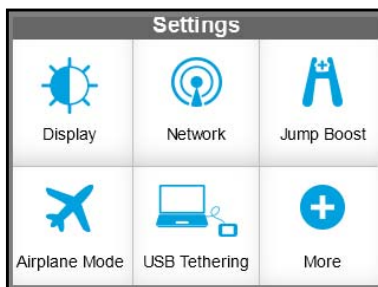 Settings
Display
Network
Jump Boost
Airplane Mode
USB Tethering
More